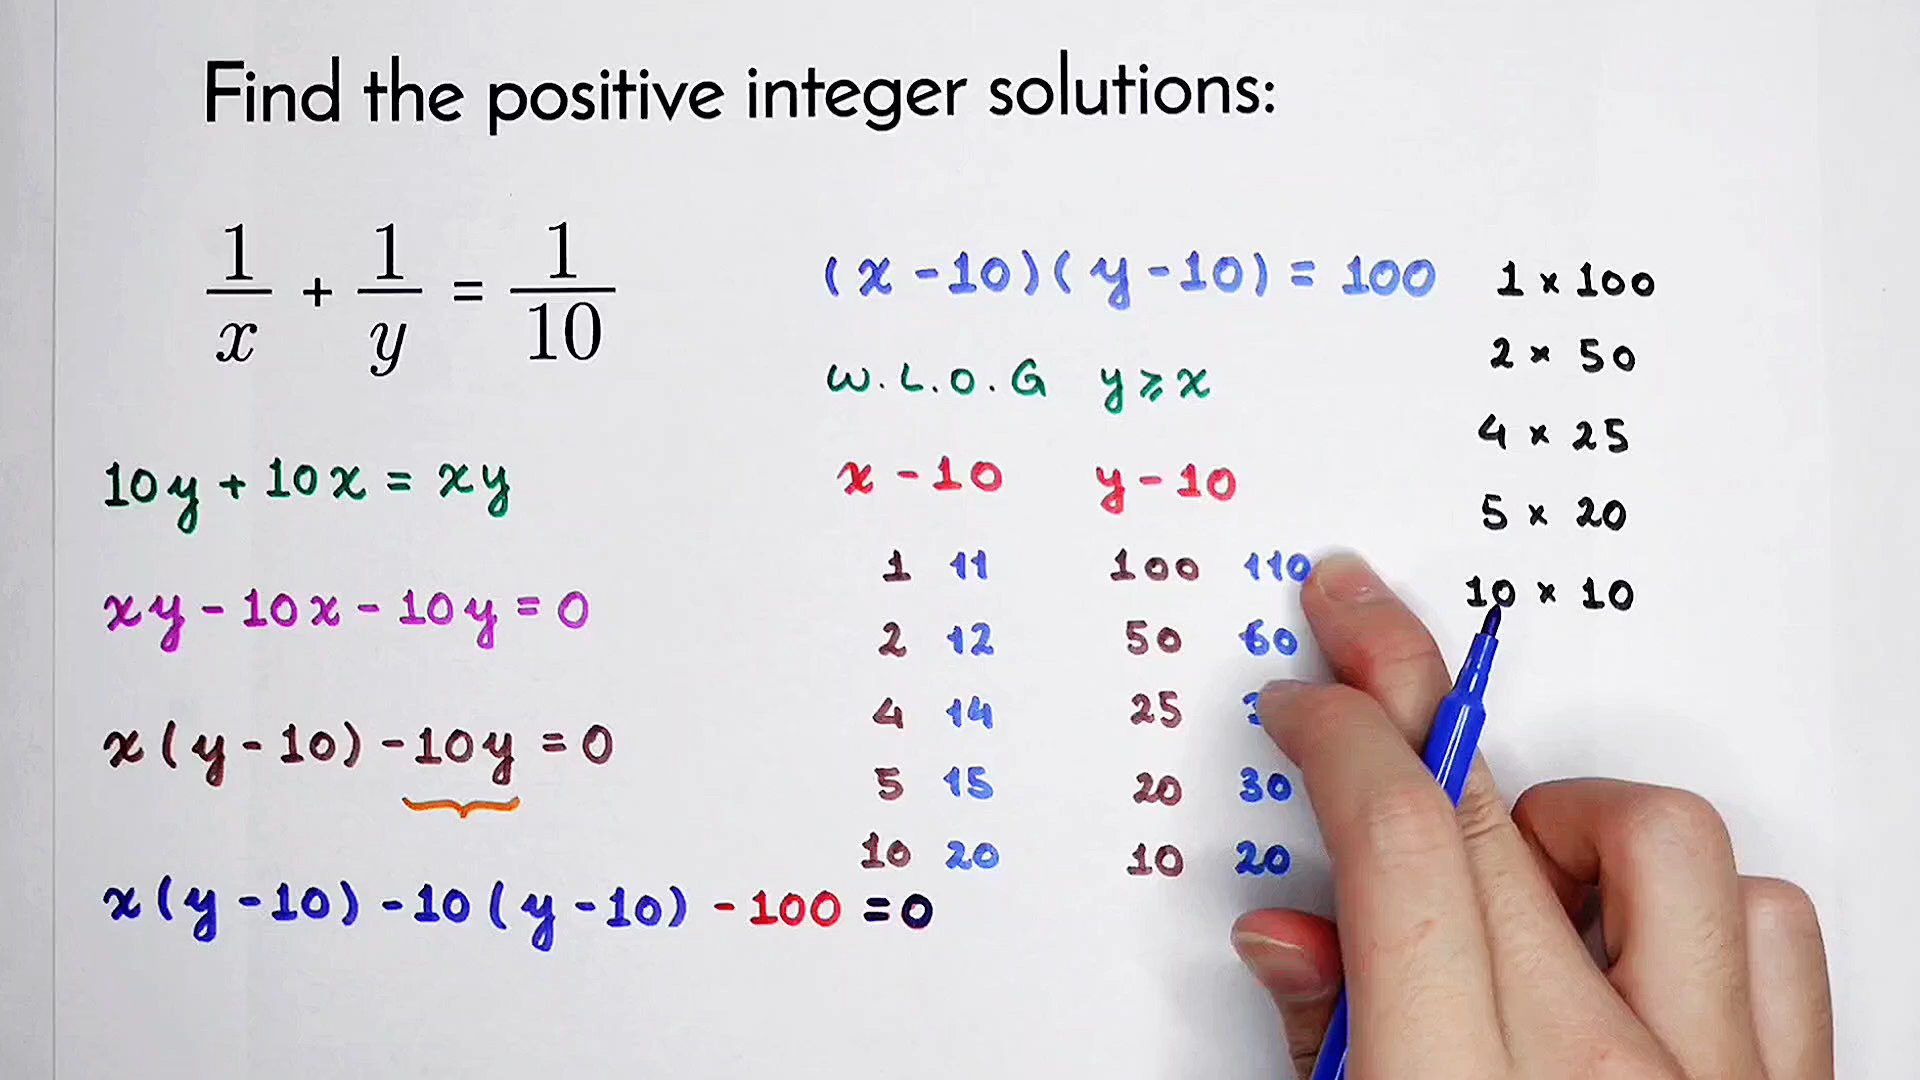 Find the positive integer solutions:
1/x + 1/y = 1/10
10y + 10x = xy
xy - 10x - 10y = 0
x(y - 10) - 10y = 0
x(y - 10) - 10(y - 10) - 100 = 0
(x - 10)(y - 10) = 100
W.L.O.G y ⩾ x
x - 10 y - 10
1 11 100 110
2 12 50 60
4 14 25
5 15 20 30
10 20 10 20
1 × 100
2 × 50
4 × 25
5 × 20
10 × 10